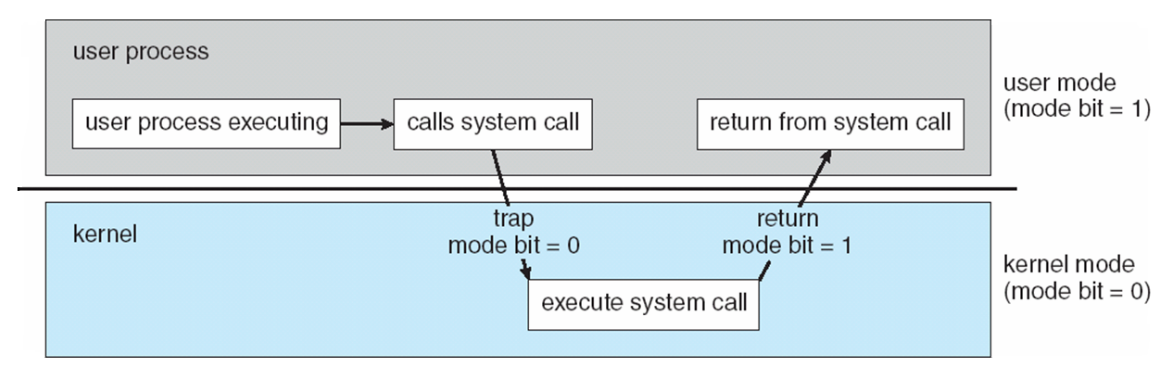 user process
user process executing
calls system call
return from system call
user mode
(mode bit = 1)
kernel
trap
mode bit = 0
return
mode bit = 1
execute system call
kernel mode
(mode bit = 0)